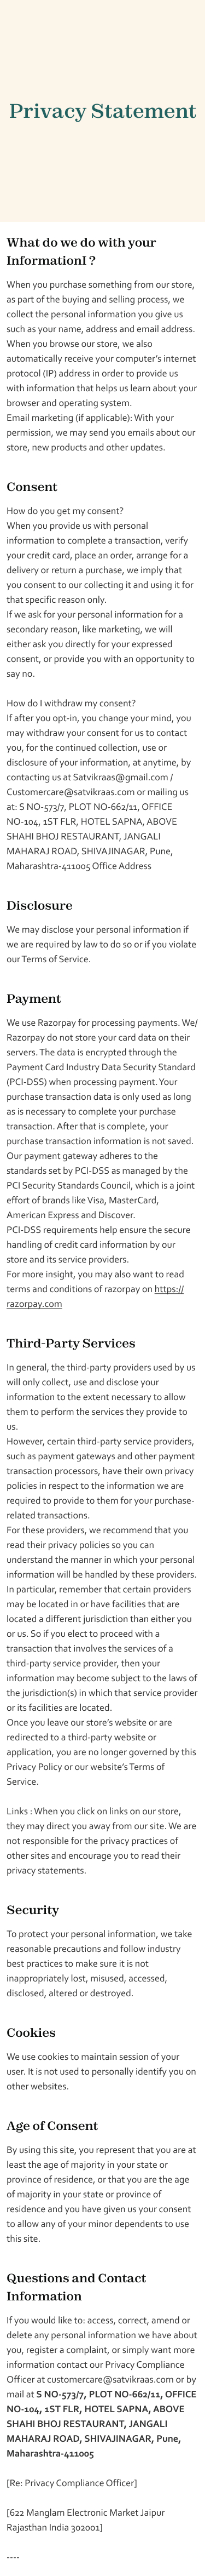 Privacy Statement
What do we do with your
InformationI ?
When you purchase something from our store,
as part of the buying and selling process, we
collect the personal information you give us
such as your name, address and email address.
When you browse our store, we also
automatically receive your computer's internet
protocol (IP) address in order to provide us
with information that helps us learn about your
browser and operating system.
Email marketing (if applicable): With your
permission, we may send you emails about our
store, new products and other updates.
Consent
How do you get my consent?
When you provide us with personal
information to complete a transaction, verify
your credit card, place an order, arrange for a
delivery or return a purchase, we imply that
you consent to our collecting it and using it for
that specific reason only.
If we ask for your personal information for a
secondary reason, like marketing, we will
either ask you directly for your expressed
consent, or provide you with an opportunity to
say no.
How do I withdraw my consent?
If after you opt-in, you change your mind, you
may withdraw your consent for us to contact
you, for the continued collection, use or
disclosure of your information, at anytime, by
contacting us at Satvikraas@gmail.com /
Customercare@satvikraas.com or mailing us
at: S NO-573/7, PLOT NO-662/11, OFFICE
NO-104, 1ST FLR, HOTEL SAPNA, ABOVE
SHAHI BHOJ RESTAURANT, JANGALI
MAHARAJ ROAD, SHIVAJINAGAR, Pune,
Maharashtra-411005 Office Address
Disclosure
We may disclose your personal information if
we are required by law to do so or if you violate
our Terms of Service.
Payment
We use Razorpay for processing payments. We/
Razorpay do not store your card data on their
servers. The data is encrypted through the
Payment Card Industry Data Security Standard
(PCI-DSS) when processing payment. Your
purchase transaction data is only used as long
as is necessary to complete your purchase
transaction. After that is complete, your
purchase transaction information is not saved.
Our payment gateway adheres to the
standards set by PCI-DSS as managed by the
PCI Security Standards Council, which is a joint
effort of brands like Visa, MasterCard,
American Express and Discover.
PCI-DSS requirements help ensure the secure
handling of credit card information by our
store and its service providers.
For more insight, you may also want to read
terms and conditions of razorpay on https://
razorpay.com
Third-Party Services
In general, the third-party providers used by us
will only collect, use and disclose your
information to the extent necessary to allow
them to perform the services they provide to
us.
However, certain third-party service providers,
such as payment gateways and other payment
transaction processors, have their own privacy
policies in respect to the information we are
required to provide to them for your purchase-
related transactions.
For these providers, we recommend that you
read their privacy policies so you can
understand the manner in which your personal
information will be handled by these providers.
In particular, remember that certain providers
may be located in or have facilities that are
located a different jurisdiction than either you
or us. So if you elect to proceed with a
transaction that involves the services of a
third-party service provider, then your
information may become subject to the laws of
the jurisdiction(s) in which that service provider
or its facilities are located.
Once you leave our store's website or are
redirected to a third-party website or
application, you are no longer governed by this
Privacy Policy or our website's Terms of
Service.
Links : When you click on links on our store,
they may direct you away from our site. We are
not responsible for the privacy practices of
other sites and encourage you to read their
privacy statements.
Security
To protect your personal information, we take
reasonable precautions and follow industry
best practices to make sure it is not
inappropriately lost, misused, accessed,
disclosed, altered or destroyed.
Cookies
We use cookies to maintain session of your
user. It is not used to personally identify you on
other websites.
Age of Consent
By using this site, you represent that you are at
least the age of majority in your state or
province of residence, or that you are the age
of majority in your state or province of
residence and you have given us your consent
to allow any of your minor dependents to use
this site.
Questions and Contact
Information
If you would like to: access, correct, amend or
delete any personal information we have about
you, register a complaint, or simply want more
information contact our Privacy Compliance
Officer at customercare@satvikraas.com or by
mail at S NO-573/7, PLOT NO-662/11, OFFICE
NO-104, 1ST FLR, HOTEL SAPNA, ABOVE
SHAHI BHOJ RESTAURANT, JANGALI
MAHARAJ ROAD, SHIVAJINAGAR, Pune,
Maharashtra-411005
[Re: Privacy Compliance Officer]
[622 Manglam Electronic Market Jaipur
Rajasthan India 302001]
----